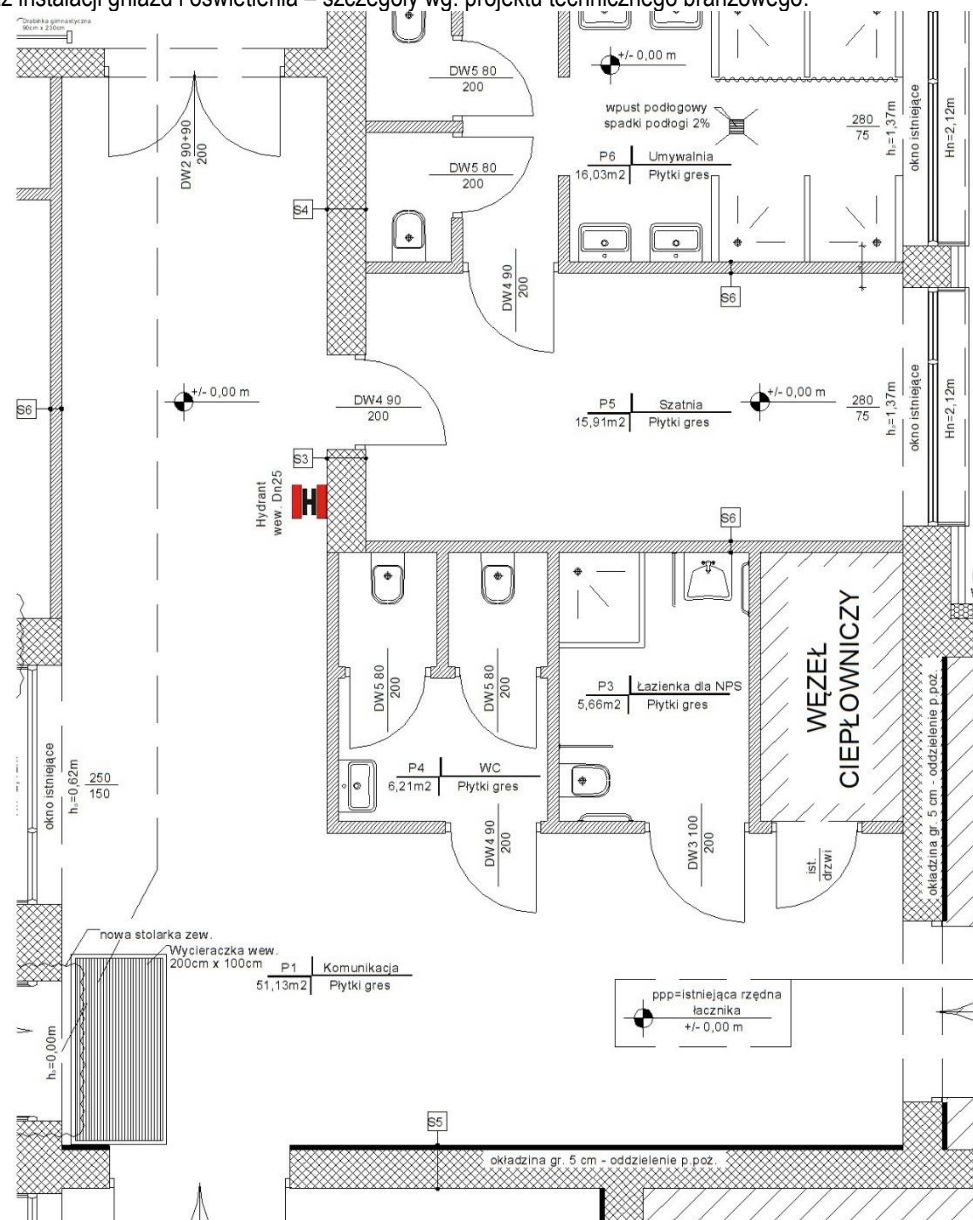 z instalacji gniazd i oświetlenia – szczegóły wg. projektu technicznego branżowego.
Drabinka gimnastyczna
90cm x 250cm
DW2 90+90
200
DW5 80
200
+/- 0,00 m
wpust podłogowy
spadki podłogi 2%
280
75
hₚ=1,37m
okno istniejące
Hn=2,12m
DW5 80
200
P6 Umywalnia
16,03m2 Płytki gres
S4
DW4 90
200
S6
S6
+/- 0,00 m
DW4 90
200
P5 Szatnia
15,91m2 Płytki gres
+/- 0,00 m
280
75
hₚ=1,37m
okno istniejące
Hn=2,12m
S3
Hydrant
wew. Dn25
H
S6
DW5 80
200
DW5 80
200
P3 Łazienka dla NPS
5,66m2 Płytki gres
WĘZEŁ
CIEPŁOWNICZY
okładzina gr. 5 cm - oddzielenie p.poż.
okno istniejące
hₚ=0,62m
250
150
P4 WC
6,21m2 Płytki gres
DW4 90
200
DW3 100
200
ist.
drzwi
nowa stolarka zew.
Wycieraczka wew.
200cm x 100cm
P1 Komunikacja
51,13m2 Płytki gres
ppp=istniejąca rzędna
łacznika
+/- 0,00 m
hₚ=0,00m
S5
okładzina gr. 5 cm - oddzielenie p.poż.